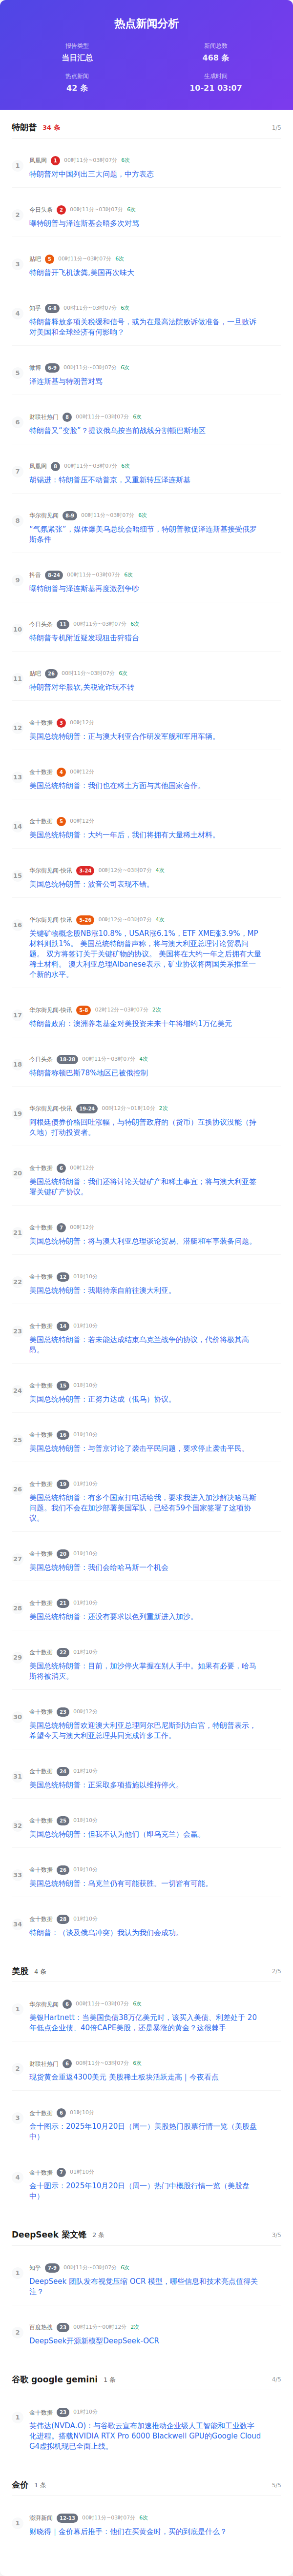 热点新闻分析
报告类型
当日汇总
新闻总数
468 条
热点新闻
42 条
生成时间
10-21 03:07
特朗普 34 条 1/5
1
凤凰网 1 00时11分~03时07分 6次
特朗普对中国列出三大问题，中方表态
2
今日头条 2 00时11分~03时07分 6次
曝特朗普与泽连斯基会晤多次对骂
3
贴吧 5 00时11分~03时07分 6次
特朗普开飞机泼粪,美国再次味大
4
知乎 6-8 00时11分~03时07分 6次
特朗普释放多项关税缓和信号，或为在最高法院败诉做准备，一旦败诉
对美国和全球经济有何影响？
5
微博 6-9 00时11分~03时07分 6次
泽连斯基与特朗普对骂
6
财联社热门 8 00时11分~03时07分 6次
特朗普又“变脸”？提议俄乌按当前战线分割顿巴斯地区
7
凤凰网 8 00时11分~03时07分 6次
胡锡进：特朗普压不动普京，又重新转压泽连斯基
8
华尔街见闻 8-9 00时11分~03时07分 6次
“气氛紧张”，媒体爆美乌总统会晤细节，特朗普敦促泽连斯基接受俄罗
斯条件
9
抖音 8-24 00时11分~03时07分 6次
曝特朗普与泽连斯基再度激烈争吵
10
今日头条 11 00时11分~03时07分 6次
特朗普专机附近疑发现狙击狩猎台
11
贴吧 26 00时11分~03时07分 6次
特朗普对华服软,关税讹诈玩不转
12
金十数据 3 00时12分
美国总统特朗普：正与澳大利亚合作研发军舰和军用车辆。
13
金十数据 4 00时12分
美国总统特朗普：我们也在稀土方面与其他国家合作。
14
金十数据 5 00时12分
美国总统特朗普：大约一年后，我们将拥有大量稀土材料。
15
华尔街见闻-快讯 3-24 00时12分~03时07分 4次
美国总统特朗普：波音公司表现不错。
16
华尔街见闻-快讯 5-26 00时12分~03时07分 4次
关键矿物概念股NB涨10.8%，USAR涨6.1%，ETF XME涨3.9%，MP
材料则跌1%。 美国总统特朗普声称，将与澳大利亚总理讨论贸易问
题。 双方将签订关于关键矿物的协议。 美国将在大约一年之后拥有大量
稀土材料。 澳大利亚总理Albanese表示，矿业协议将两国关系推至一
个新的水平。
17
华尔街见闻-快讯 5-8 02时12分~03时07分 2次
特朗普政府：澳洲养老基金对美投资未来十年将增约1万亿美元
18
今日头条 18-28 00时11分~03时07分 4次
特朗普称顿巴斯78%地区已被俄控制
19
华尔街见闻-快讯 19-24 00时12分~01时10分 2次
阿根廷债券价格回吐涨幅，与特朗普政府的（货币）互换协议没能（持
久地）打动投资者。
20
金十数据 6 00时12分
美国总统特朗普：我们还将讨论关键矿产和稀土事宜；将与澳大利亚签
署关键矿产协议。
21
金十数据 7 00时12分
美国总统特朗普：将与澳大利亚总理谈论贸易、潜艇和军事装备问题。
22
金十数据 12 01时10分
美国总统特朗普：我期待亲自前往澳大利亚。
23
金十数据 14 01时10分
美国总统特朗普：若未能达成结束乌克兰战争的协议，代价将极其高
昂。
24
金十数据 15 01时10分
美国总统特朗普：正努力达成（俄乌）协议。
25
金十数据 16 01时10分
美国总统特朗普：与普京讨论了袭击平民问题，要求停止袭击平民。
26
金十数据 19 01时10分
美国总统特朗普：有多个国家打电话给我，要求我进入加沙解决哈马斯
问题。我们不会在加沙部署美国军队，已经有59个国家签署了这项协
议。
27
金十数据 20 01时10分
美国总统特朗普：我们会给哈马斯一个机会
28
金十数据 21 01时10分
美国总统特朗普：还没有要求以色列重新进入加沙。
29
金十数据 22 01时10分
美国总统特朗普：目前，加沙停火掌握在别人手中。如果有必要，哈马
斯将被消灭。
30
金十数据 23 00时12分
美国总统特朗普欢迎澳大利亚总理阿尔巴尼斯到访白宫，特朗普表示，
希望今天与澳大利亚总理共同完成许多工作。
31
金十数据 24 01时10分
美国总统特朗普：正采取多项措施以维持停火。
32
金十数据 25 01时10分
美国总统特朗普：但我不认为他们（即乌克兰）会赢。
33
金十数据 26 01时10分
美国总统特朗普：乌克兰仍有可能获胜。一切皆有可能。
34
金十数据 28 01时10分
特朗普：（谈及俄乌冲突）我认为我们会成功。
美股 4 条 2/5
1
华尔街见闻 6 00时11分~03时07分 6次
美银Hartnett：当美国负债38万亿美元时，该买入美债、利差处于 20
年低点企业债、40倍CAPE美股，还是暴涨的黄金？这很棘手
2
财联社热门 6 00时11分~03时07分 6次
现货黄金重返4300美元 美股稀土板块活跃走高 | 今夜看点
3
金十数据 6 01时10分
金十图示：2025年10月20日（周一）美股热门股票行情一览（美股盘
中）
4
金十数据 7 01时10分
金十图示：2025年10月20日（周一）热门中概股行情一览（美股盘
中）
DeepSeek 梁文锋 2 条 3/5
1
知乎 7-9 00时11分~03时07分 6次
DeepSeek 团队发布视觉压缩 OCR 模型，哪些信息和技术亮点值得关
注？
2
百度热搜 23 00时11分~00时12分 2次
DeepSeek开源新模型DeepSeek-OCR
谷歌 google gemini 1 条 4/5
1
金十数据 23 01时10分
英伟达(NVDA.O)：与谷歌云宣布加速推动企业级人工智能和工业数字
化进程。搭载NVIDIA RTX Pro 6000 Blackwell GPU的Google Cloud
G4虚拟机现已全面上线。
金价 1 条 5/5
1
澎湃新闻 12-13 00时11分~03时07分 6次
财晓得｜金价幕后推手：他们在买黄金时，买的到底是什么？